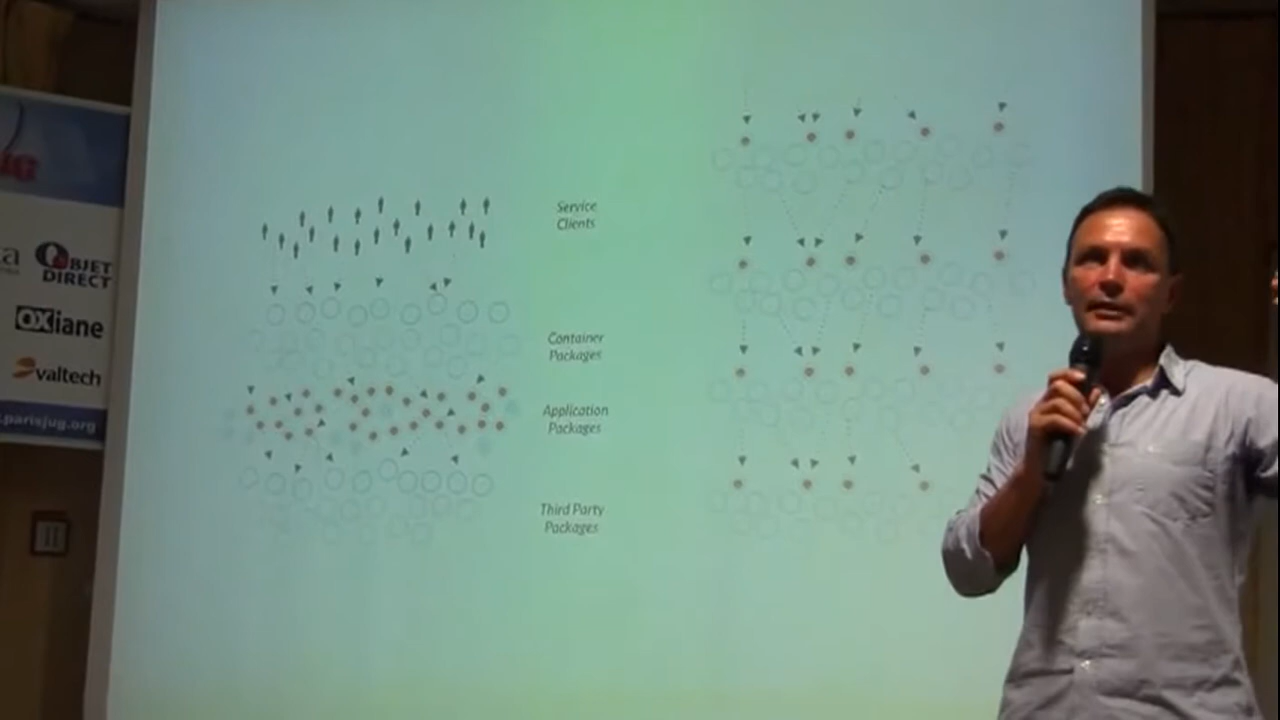 OBJET
DIRECT
OXiane
valtech
.parisjug.org
Service
Clients
Container
Packages
Application
Packages
Third Party
Packages